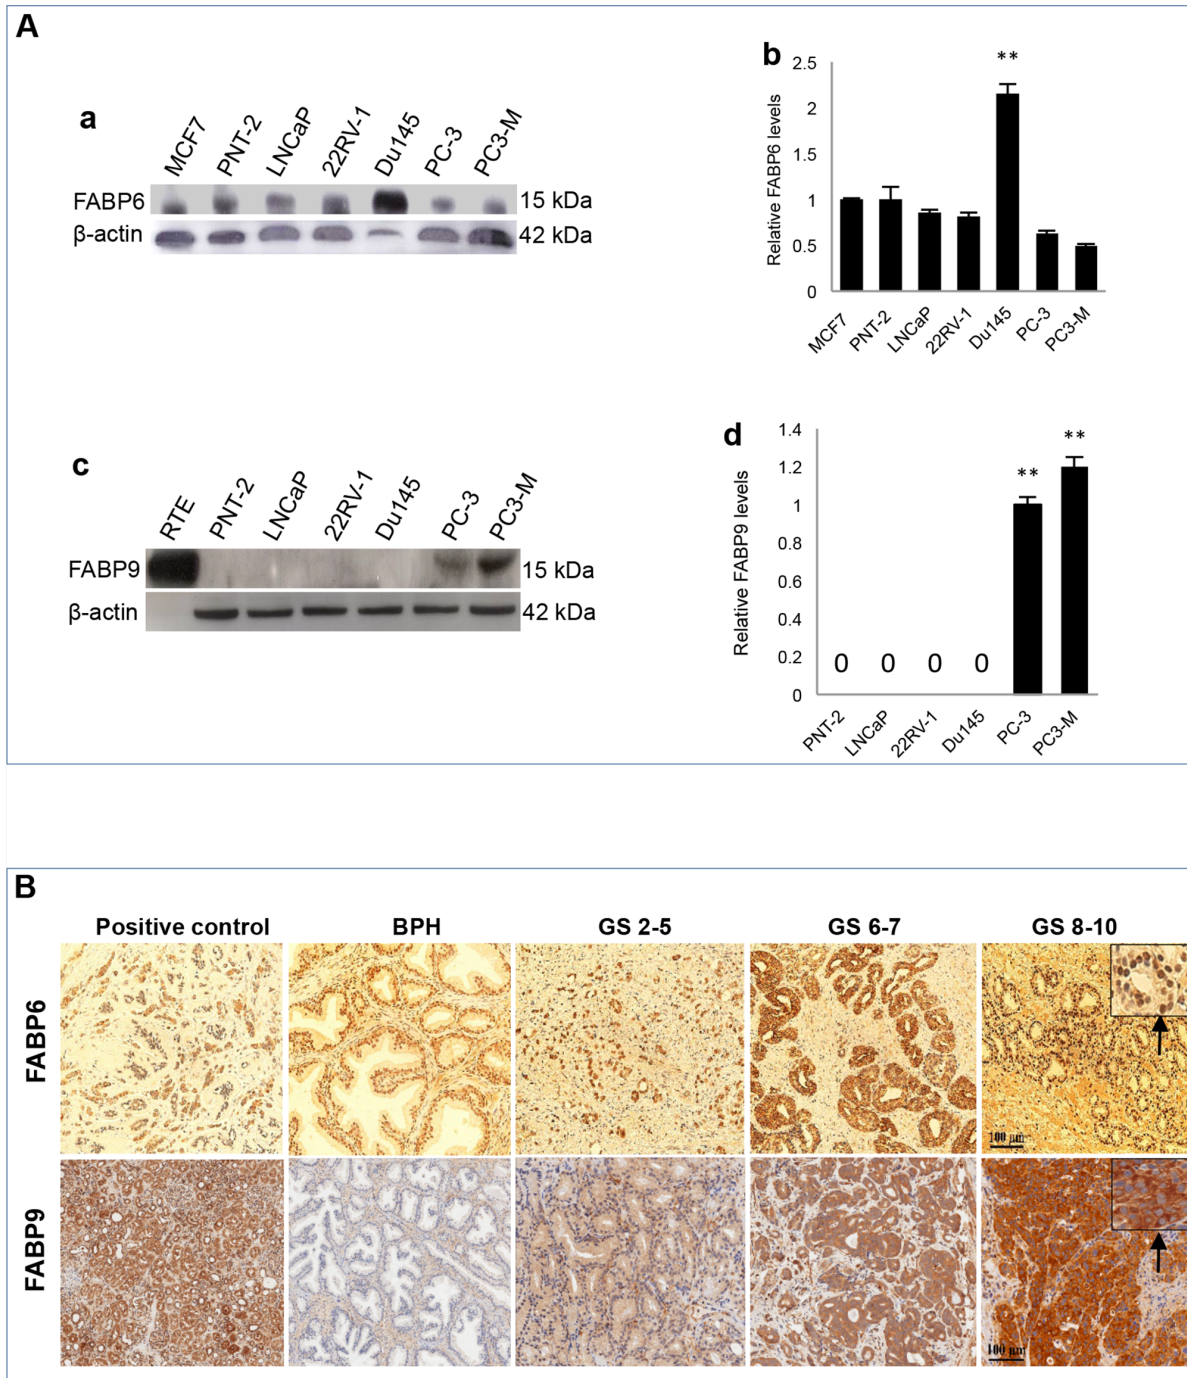 A
a
MCF7 PNT-2 LNCaP 22RV-1 Du145 PC-3 PC3-M
FABP6 15 kDa
β-actin 42 kDa
b
**
Relative FABP6 levels
2.5
2
1.5
1
0.5
0
MCF7 PNT-2 LNCaP 22RV-1 Du145 PC-3 PC3-M
c
RTE PNT-2 LNCaP 22RV-1 Du145 PC-3 PC3-M
FABP9 15 kDa
β-actin 42 kDa
d
** **
Relative FABP9 levels
1.4
1.2
1
0.8
0.6
0.4
0.2
0
0 0 0 0
PNT-2 LNCaP 22RV-1 Du145 PC-3 PC3-M
B
Positive control BPH GS 2-5 GS 6-7 GS 8-10
FABP6
100 µm
FABP9
100 µm